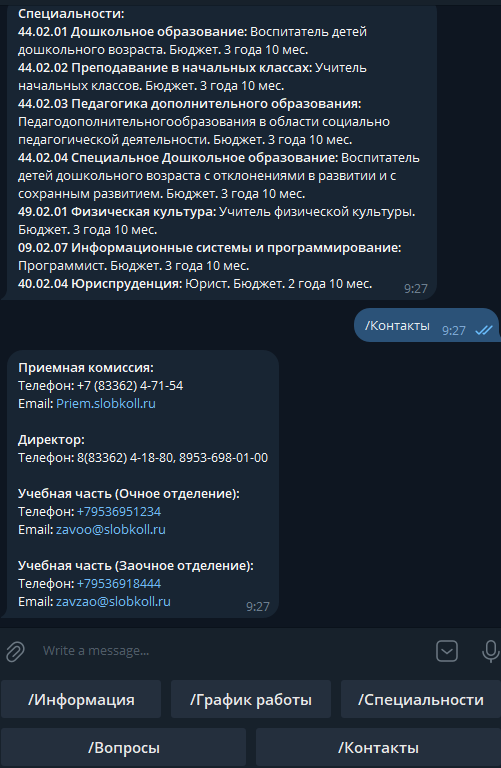 Специальности:
44.02.01 Дошкольное образование: Воспитатель детей
дошкольного возраста. Бюджет. 3 года 10 мес.
44.02.02 Преподавание в начальных классах: Учитель
начальных классов. Бюджет. 3 года 10 мес.
44.02.03 Педагогика дополнительного образования:
Педагодополнительногообразования в области социально
педагогической деятельности. Бюджет. 3 года 10 мес.
44.02.04 Специальное Дошкольное образование: Воспитатель
детей дошкольного возраста с отклонениями в развитии и с
сохранным развитием. Бюджет. 3 года 10 мес.
49.02.01 Физическая культура: Учитель физической культуры.
Бюджет. 3 года 10 мес.
09.02.07 Информационные системы и программирование:
Программист. Бюджет. 3 года 10 мес.
40.02.04 Юриспруденция: Юрист. Бюджет. 2 года 10 мес.
9:27
/Контакты 9:27
Приемная комиссия:
Телефон: +7 (83362) 4-71-54
Email: Priem.slobkoll.ru
Директор:
Телефон: 8(83362) 4-18-80, 8953-698-01-00
Учебная часть (Очное отделение):
Телефон: +79536951234
Email: zavoo@slobkoll.ru
Учебная часть (Заочное отделение):
Телефон: +79536918444
Email: zavzao@slobkoll.ru
9:27
Write a message...
/Информация /График работы /Специальности
/Вопросы /Контакты